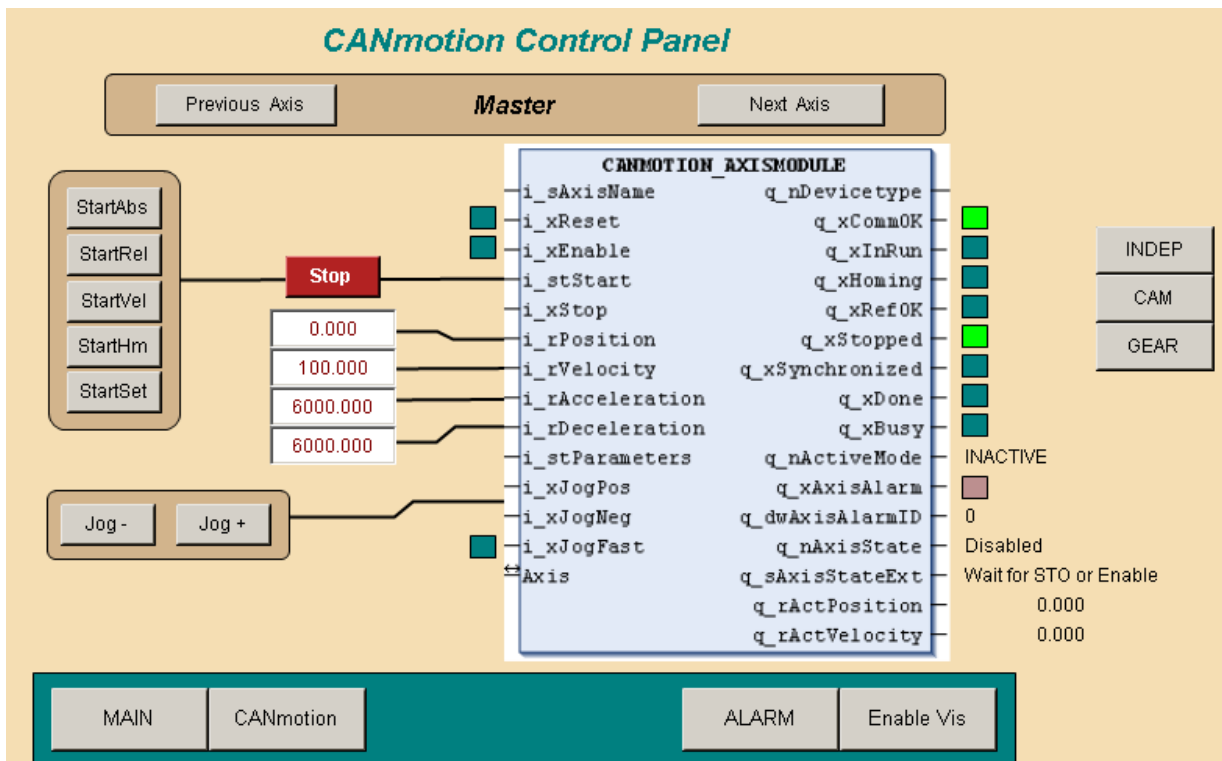 CANmotion Control Panel
Previous Axis
Master
Next Axis
StartAbs
StartRel
StartVel
StartHm
StartSet
Stop
0.000
100.000
6000.000
6000.000
Jog -
Jog +
CANMOTION_AXISMODULE
i_sAxisName q_nDevicetype
i_xReset q_xCommOK
i_xEnable q_xInRun
i_stStart q_xHoming
i_xStop q_xRefOK
i_rPosition q_xStopped
i_rVelocity q_xSynchronized
i_rAcceleration q_xDone
i_rDeceleration q_xBusy
i_stParameters q_nActiveMode INACTIVE
i_xJogPos q_xAxisAlarm
i_xJogNeg q_dwAxisAlarmID 0
i_xJogFast q_nAxisState Disabled
Axis q_sAxisStateExt Wait for STO or Enable
q_rActPosition 0.000
q_rActVelocity 0.000
INDEP
CAM
GEAR
MAIN
CANmotion
ALARM
Enable Vis